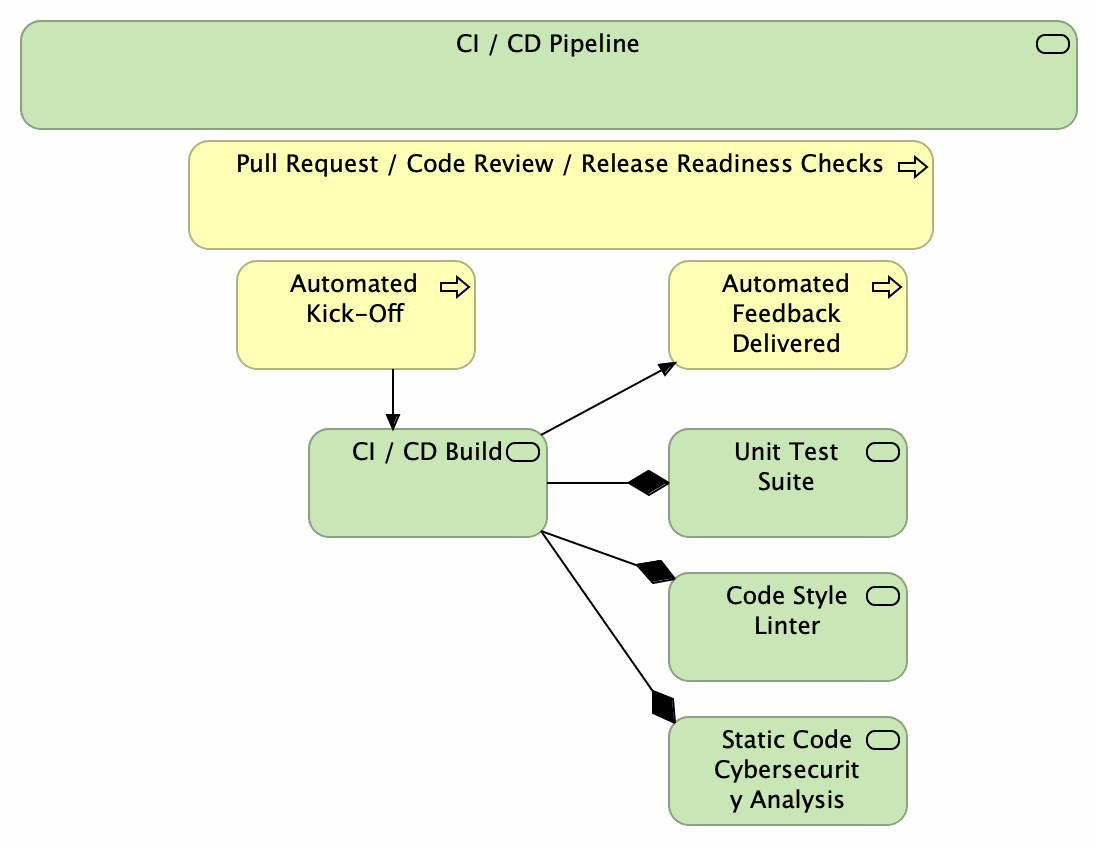 CI / CD Pipeline
Pull Request / Code Review / Release Readiness Checks
Automated
Kick-Off
Automated
Feedback
Delivered
CI / CD Build
Unit Test
Suite
Code Style
Linter
Static Code
Cybersecurit
y Analysis